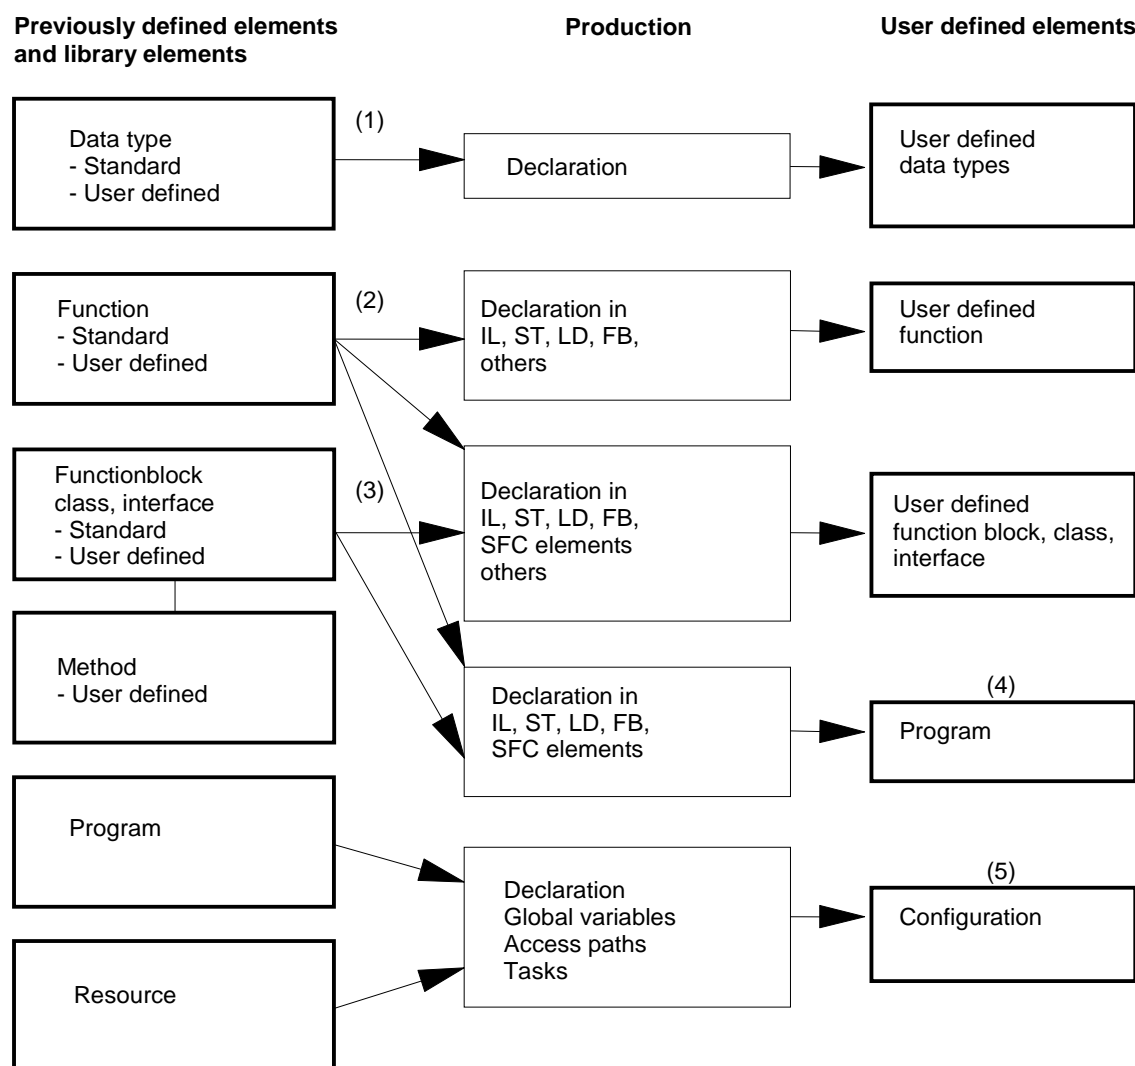 Previously defined elements
and library elements
Production
User defined elements
Data type
- Standard
- User defined
(1)
Declaration
User defined
data types
Function
- Standard
- User defined
(2)
Declaration in
IL, ST, LD, FB,
others
User defined
function
Functionblock
class, interface
- Standard
- User defined
(3)
Declaration in
IL, ST, LD, FB,
SFC elements
others
User defined
function block, class,
interface
Method
- User defined
Declaration in
IL, ST, LD, FB,
SFC elements
(4)
Program
Program
Declaration
Global variables
Access paths
Tasks
(5)
Configuration
Resource